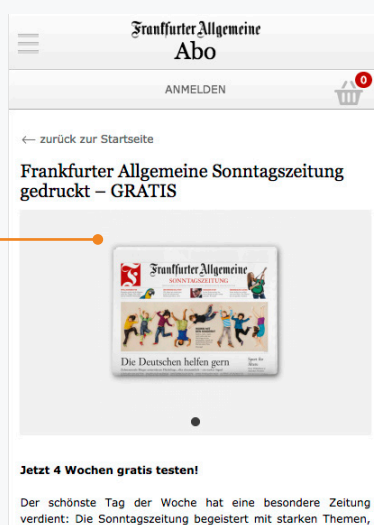 Frankfurter Allgemeine
Abo
0
ANMELDEN
← zurück zur Startseite
Frankfurter Allgemeine Sonntagszeitung
gedruckt – GRATIS
Frankfurter Allgemeine
SONNTAGSZEITUNG
Die Deutschen helfen gern
Jetzt 4 Wochen gratis testen!
Der schönste Tag der Woche hat eine besondere Zeitung
verdient: Die Sonntagszeitung begeistert mit starken Themen,